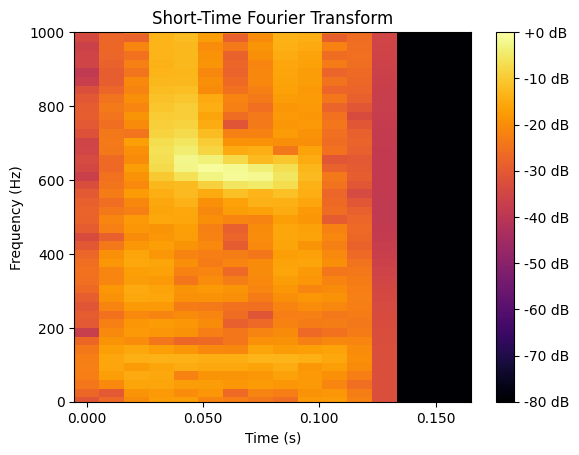 Short-Time Fourier Transform
1000
800
600
400
200
0
Frequency (Hz)
0.000
0.050
0.100
0.150
Time (s)
+0 dB
-10 dB
-20 dB
-30 dB
-40 dB
-50 dB
-60 dB
-70 dB
-80 dB